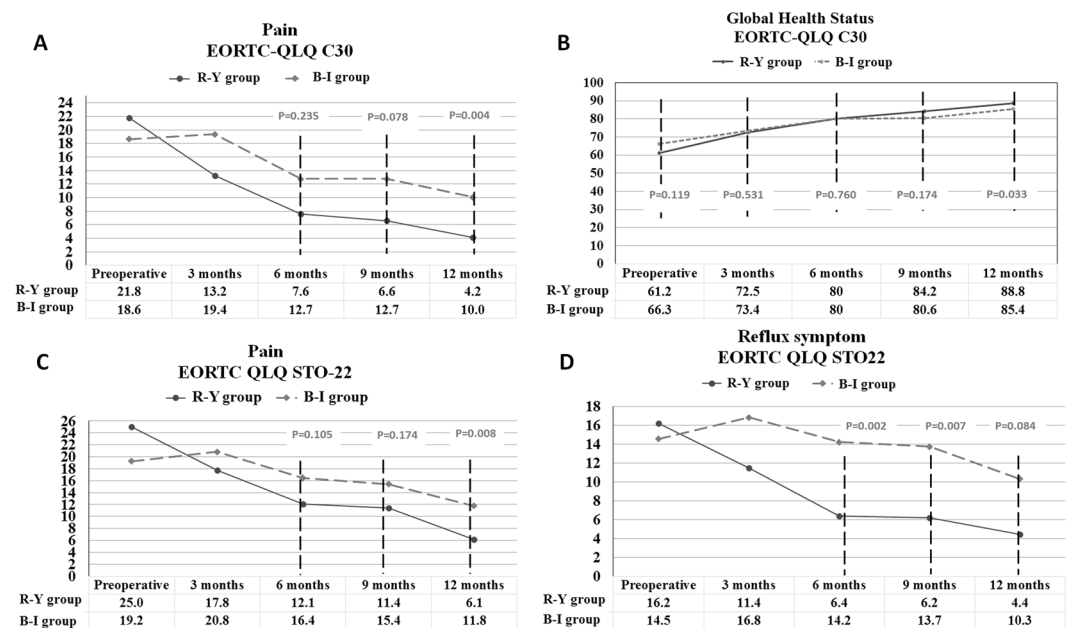 A
Pain
EORTC-QLQ C30
R-Y group B-I group
24
22
20
18
16
14
12
10
8
6
4
2
0
P=0.235 P=0.078 P=0.004
Preoperative 3 months 6 months 9 months 12 months
R-Y group 21.8 13.2 7.6 6.6 4.2
B-I group 18.6 19.4 12.7 12.7 10.0
B
Global Health Status
EORTC-QLQ C30
R-Y group B-I group
100
90
80
70
60
50
40
30
20
10
0
P=0.119 P=0.531 P=0.760 P=0.174 P=0.033
Preoperative 3 months 6 months 9 months 12 months
R-Y group 61.2 72.5 80 84.2 88.8
B-I group 66.3 73.4 80 80.6 85.4
C
Pain
EORTC QLQ STO-22
R-Y group B-I group
26
24
22
20
18
16
14
12
10
8
6
4
2
0
P=0.105 P=0.174 P=0.008
Preoperative 3 months 6 months 9 months 12 months
R-Y group 25.0 17.8 12.1 11.4 6.1
B-I group 19.2 20.8 16.4 15.4 11.8
D
Reflux symptom
EORTC QLQ STO22
R-Y group B-I group
18
16
14
12
10
8
6
4
2
0
P=0.002 P=0.007 P=0.084
Preoperative 3 months 6 months 9 months 12 months
R-Y group 16.2 11.4 6.4 6.2 4.4
B-I group 14.5 16.8 14.2 13.7 10.3